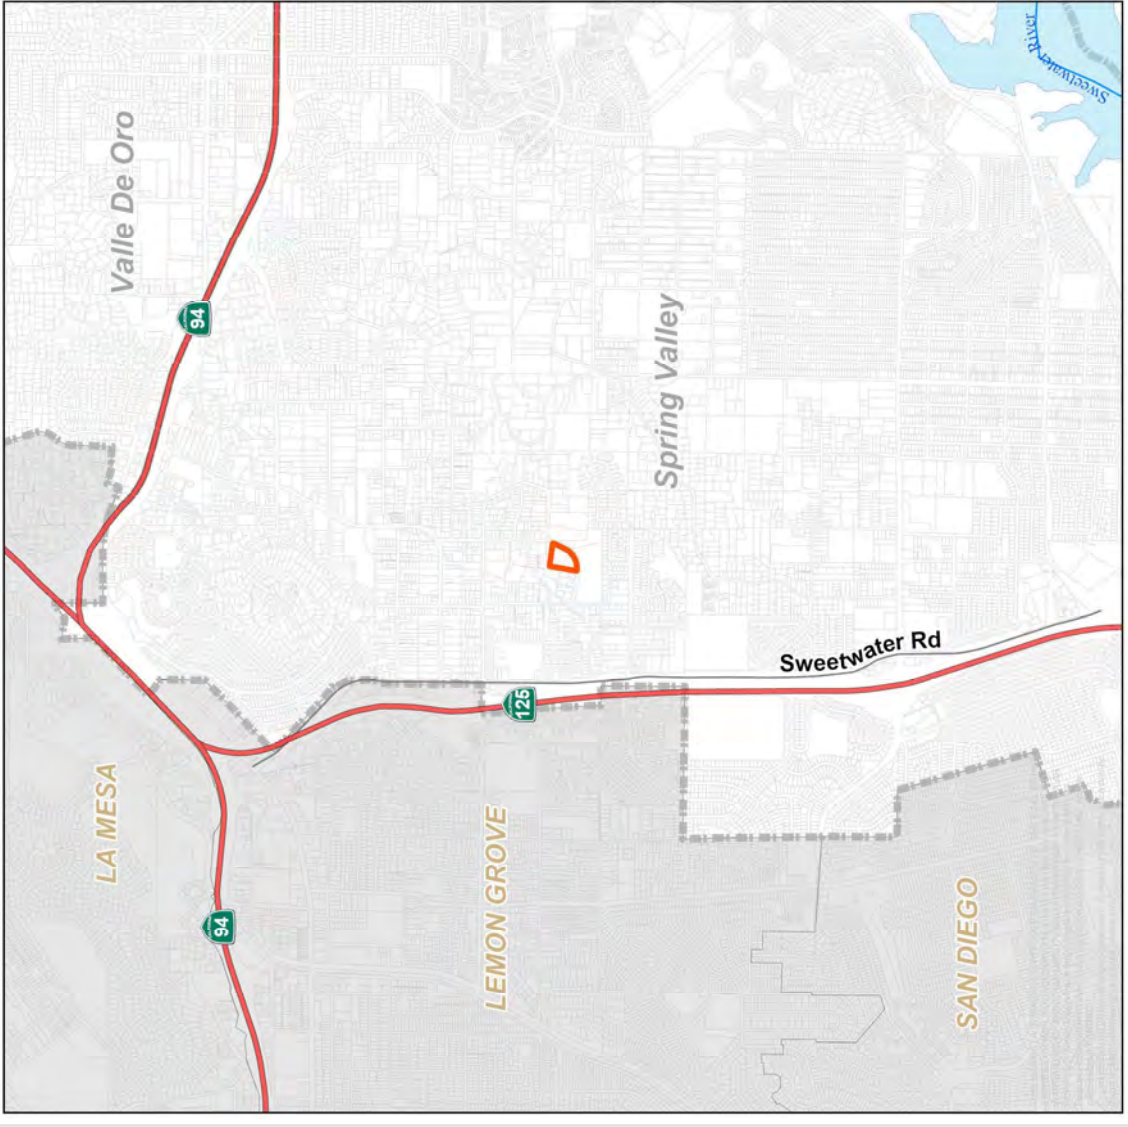 Valle De Oro
94
Sweetwater River
Spring Valley
Sweetwater Rd
125
LA MESA
94
LEMON GROVE
SAN DIEGO